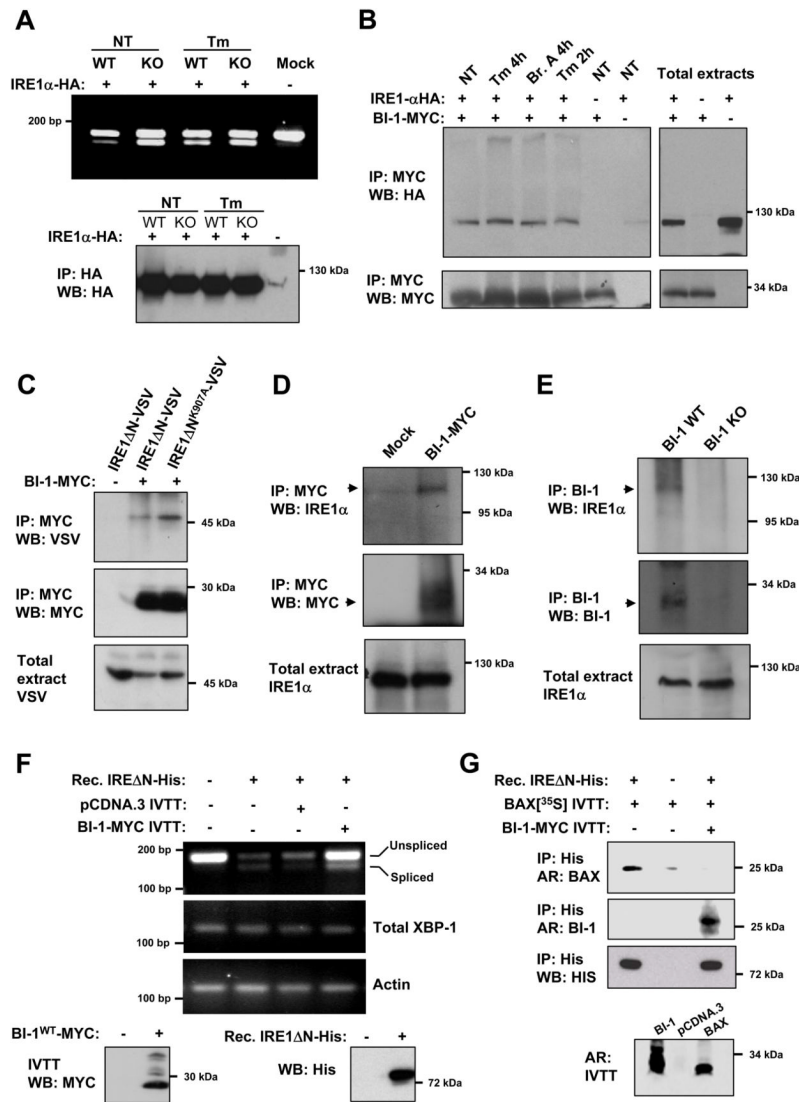 A
NT Tm
WT KO WT KO Mock
IRE1α-HA: + + + + -
200 bp
NT Tm
WT KO WT KO
IRE1α-HA: + + + + -
IP: HA
WB: HA
130 kDa
B
NT Tm 4h Br. A 4h Tm 2h NT NT Total extracts
IRE1-αHA: + + + + - + + - +
BI-1-MYC: + + + + + - + + -
IP: MYC
WB: HA
130 kDa
IP: MYC
WB: MYC
34 kDa
C
IRE1ΔN-VSV IRE1ΔN-VSV IRE1ΔN^K907A-VSV
BI-1-MYC: - + +
IP: MYC
WB: VSV
45 kDa
IP: MYC
WB: MYC
30 kDa
Total
extract
VSV
45 kDa
D
Mock BI-1-MYC
IP: MYC
WB: IRE1α
130 kDa
95 kDa
IP: MYC
WB: MYC
34 kDa
Total extract
IRE1α
130 kDa
E
BI-1 WT BI-1 KO
IP: BI-1
WB: IRE1α
130 kDa
95 kDa
IP: BI-1
WB: BI-1
34 kDa
Total extract
IRE1α
130 kDa
F
Rec. IREΔN-His: - + + +
pCDNA.3 IVTT: - - + -
BI-1-MYC IVTT: - - - +
200 bp
100 bp
Unspliced
Spliced
100 bp
Total XBP-1
100 bp
Actin
BI-1^WT-MYC: - +
IVTT
WB: MYC
30 kDa
Rec. IRE1ΔN-His: - +
WB: His
72 kDa
G
Rec. IREΔN-His: + - +
BAX[^35S] IVTT: + + +
BI-1-MYC IVTT: - - +
IP: His
AR: BAX
25 kDa
IP: His
AR: BI-1
25 kDa
IP: His
WB: HIS
72 kDa
BI-1 pCDNA.3 BAX
AR:
IVTT
34 kDa